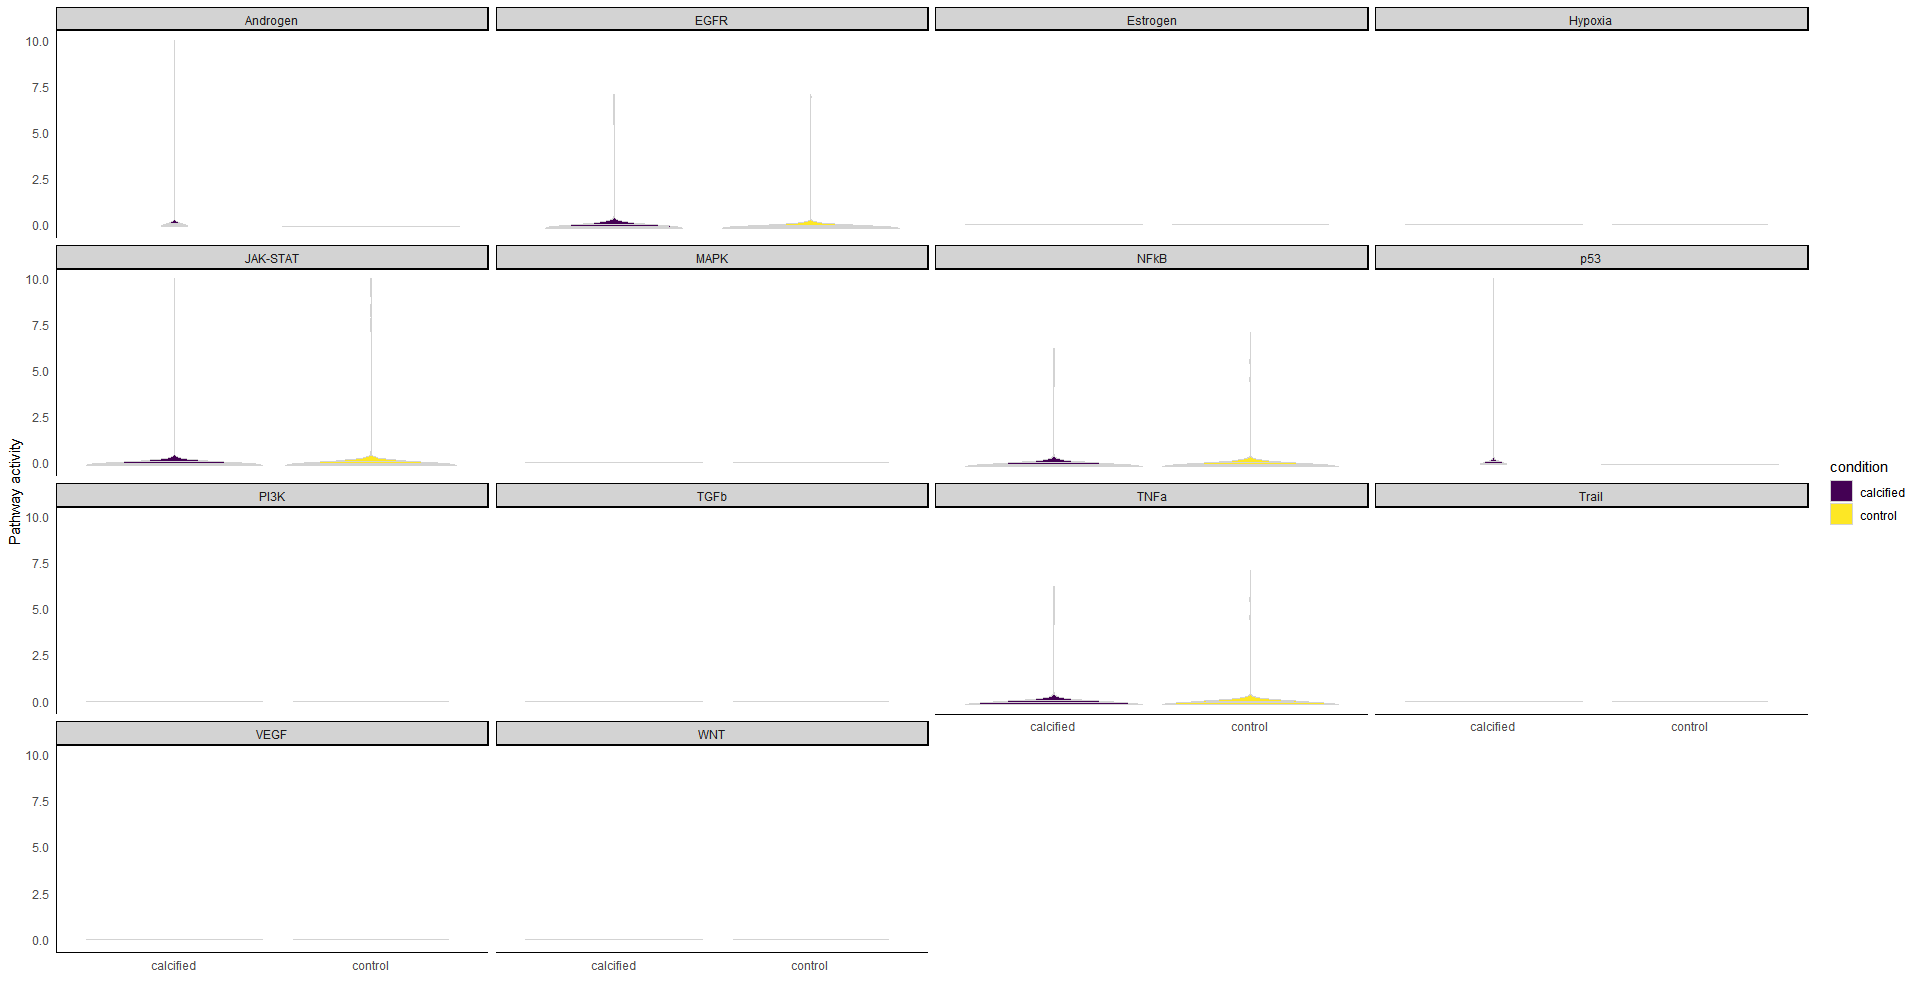 Androgen EGFR Estrogen Hypoxia
10.0
7.5
5.0
2.5
0.0
JAK-STAT MAPK NFkB p53
10.0
7.5
5.0
2.5
0.0
Pathway activity
condition
calcified
control
PI3K TGFb TNFa Trail
10.0
7.5
5.0
2.5
0.0
calcified control calcified control
VEGF WNT
10.0
7.5
5.0
2.5
0.0
calcified control calcified control